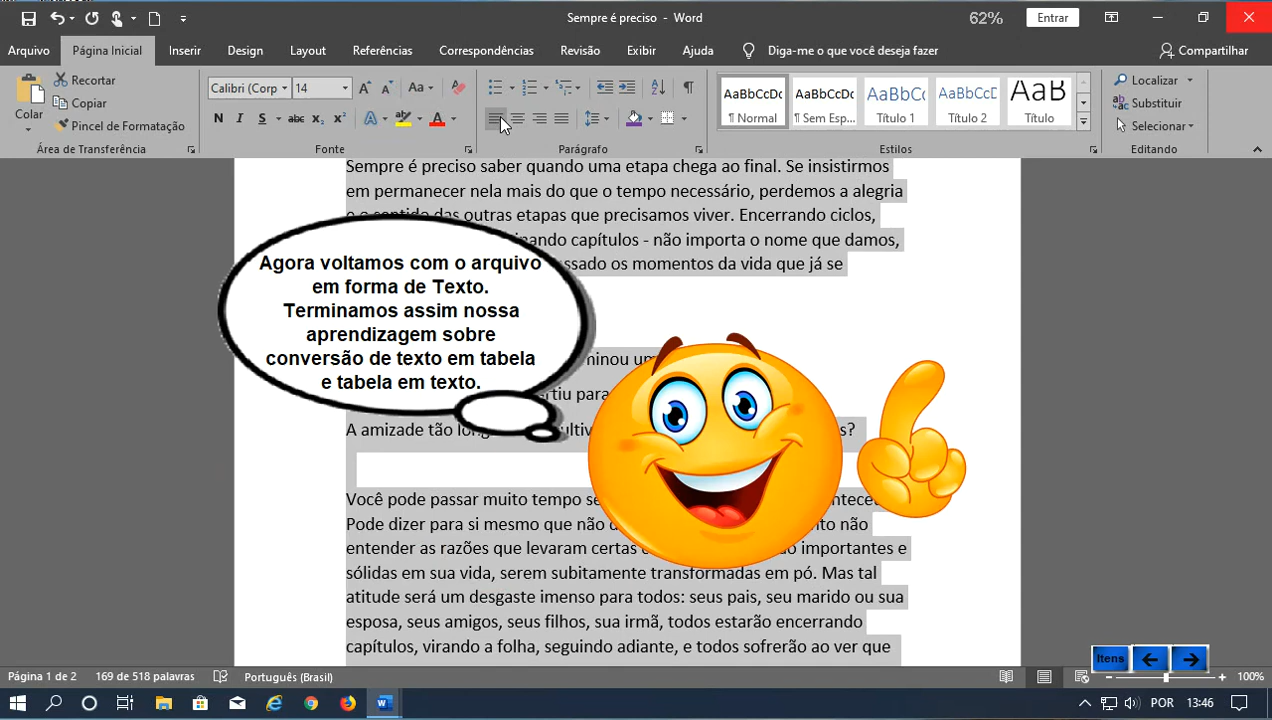 Sempre é preciso - Word
62%
Entrar
Arquivo
Página Inicial
Inserir
Design
Layout
Referências
Correspondências
Revisão
Exibir
Ajuda
Diga-me o que você deseja fazer
Compartilhar
Colar
Recortar
Copiar
Pincel de Formatação
Área de Transferência
Calibri (Corp
14
Aa
N I S abc x₂ x²
Fonte
Parágrafo
AaBbCcDc
¶ Normal
AaBbCcDc
¶ Sem Esp...
AaBbCc
Título 1
AaBbCcD
Título 2
AaB
Título
Estilos
Localizar
Substituir
Selecionar
Editando
Sempre é preciso saber quando uma etapa chega ao final. Se insistirmos
em permanecer nela mais do que o tempo necessário, perdemos a alegria
e o sentido das outras etapas que precisamos viver. Encerrando ciclos,
capítulos - não importa o nome que damos,
os momentos da vida que já se
Agora voltamos com o arquivo
em forma de Texto.
Terminamos assim nossa
aprendizagem sobre
conversão de texto em tabela
e tabela em texto.
A amizade tão
Você pode passar muito tempo
Pode dizer para si mesmo que não
não
entender as razões que levaram certas
importantes e
sólidas em sua vida, serem subitamente transformadas em pó. Mas tal
atitude será um desgaste imenso para todos: seus pais, seu marido ou sua
esposa, seus amigos, seus filhos, sua irmã, todos estarão encerrando
capítulos, virando a folha, seguindo adiante, e todos sofrerão ao ver que
Itens
Página 1 de 2
169 de 518 palavras
Português (Brasil)
100%
POR
13:46